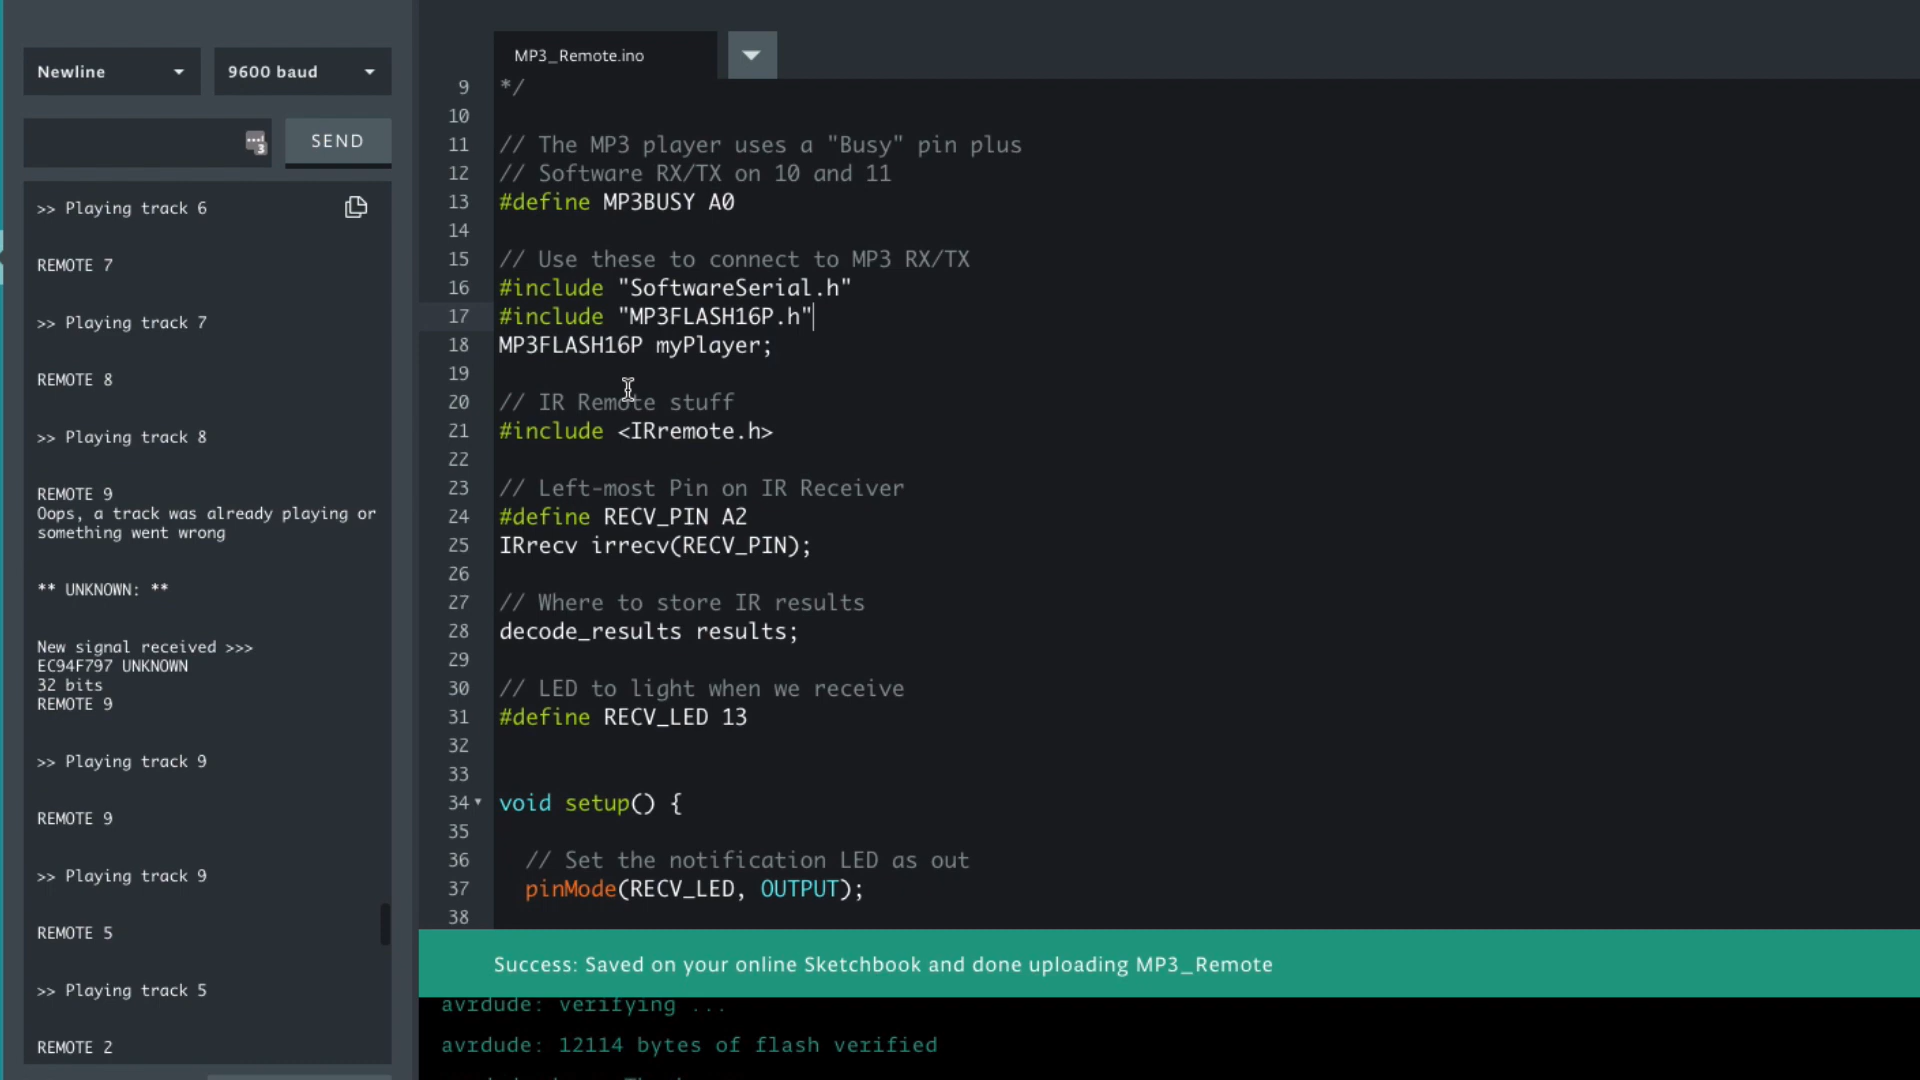 Newline
9600 baud
3
SEND
>> Playing track 6
REMOTE 7
>> Playing track 7
REMOTE 8
>> Playing track 8
REMOTE 9
Oops, a track was already playing or
something went wrong
** UNKNOWN: **
New signal received >>>
EC94F797 UNKNOWN
32 bits
REMOTE 9
>> Playing track 9
REMOTE 9
>> Playing track 9
REMOTE 5
>> Playing track 5
REMOTE 2
MP3_Remote.ino
9 */
10
11 // The MP3 player uses a "Busy" pin plus
12 // Software RX/TX on 10 and 11
13 #define MP3BUSY A0
14
15 // Use these to connect to MP3 RX/TX
16 #include "SoftwareSerial.h"
17 #include "MP3FLASH16P.h"
18 MP3FLASH16P myPlayer;
19
20 // IR Remote stuff
21 #include <IRremote.h>
22
23 // Left-most Pin on IR Receiver
24 #define RECV_PIN A2
25 IRrecv irrecv(RECV_PIN);
26
27 // Where to store IR results
28 decode_results results;
29
30 // LED to light when we receive
31 #define RECV_LED 13
32
33
34 void setup() {
35
36 // Set the notification LED as out
37 pinMode(RECV_LED, OUTPUT);
38
Success: Saved on your online Sketchbook and done uploading MP3_Remote
avrdude: verifying ...
avrdude: 12114 bytes of flash verified